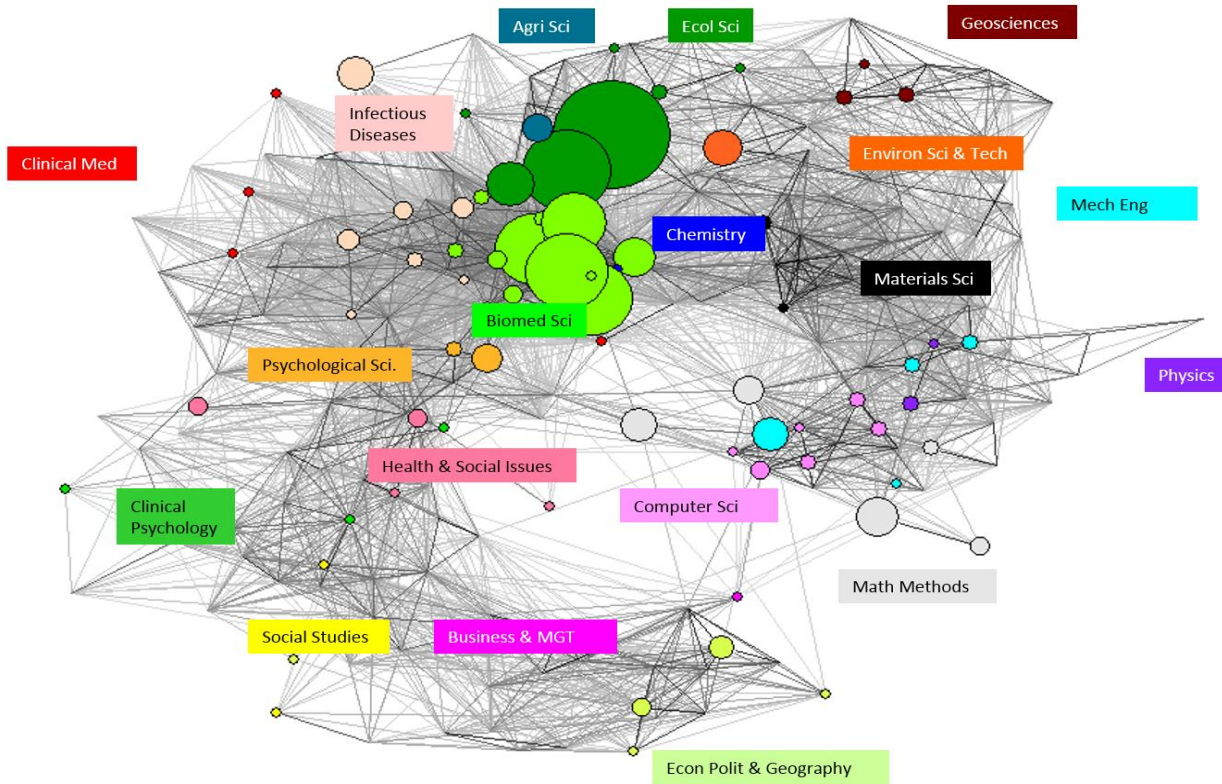 Agri Sci
Ecol Sci
Geosciences
Infectious
Diseases
Clinical Med
Environ Sci & Tech
Mech Eng
Chemistry
Materials Sci
Biomed Sci
Psychological Sci.
Physics
Health & Social Issues
Clinical
Psychology
Computer Sci
Math Methods
Social Studies
Business & MGT
Econ Polit & Geography